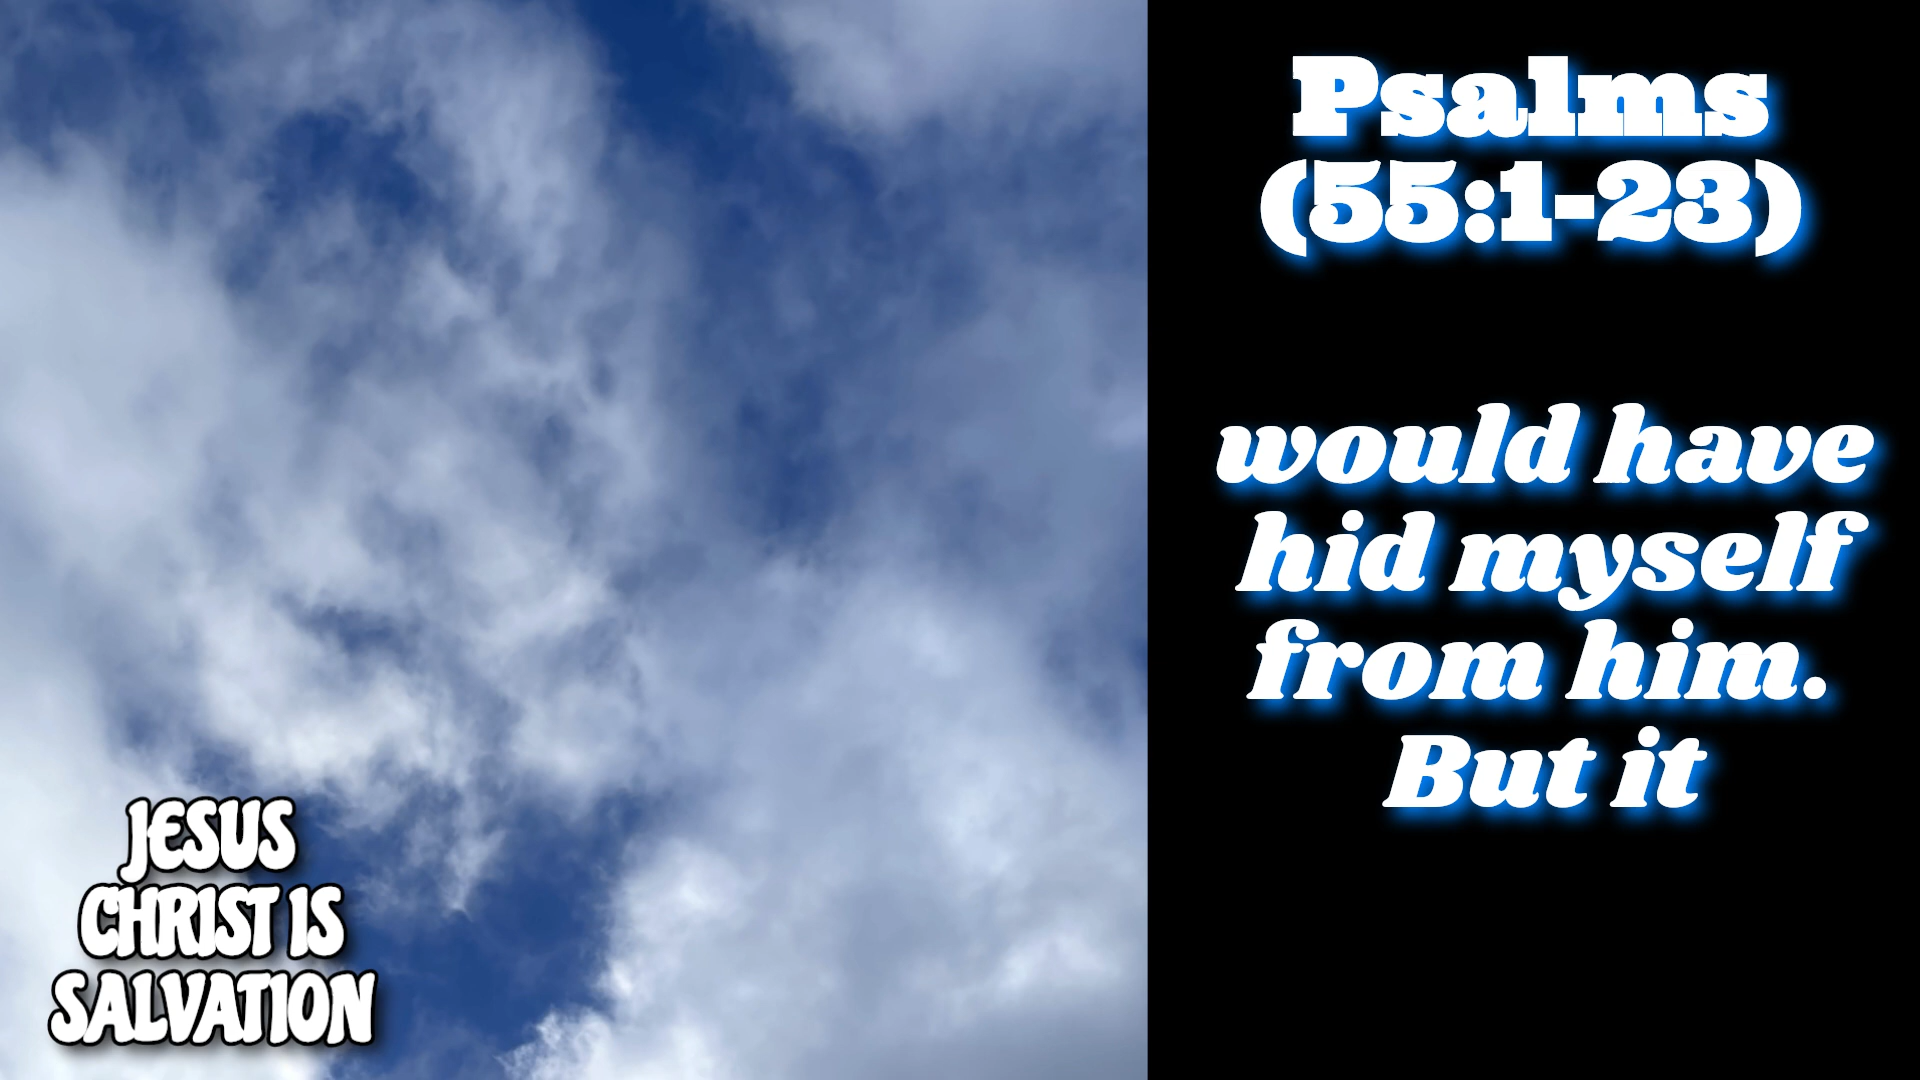 Psalms
(55:1-23)
would have
hid myself
from him.
But it
JESUS
CHRIST IS
SALVATION